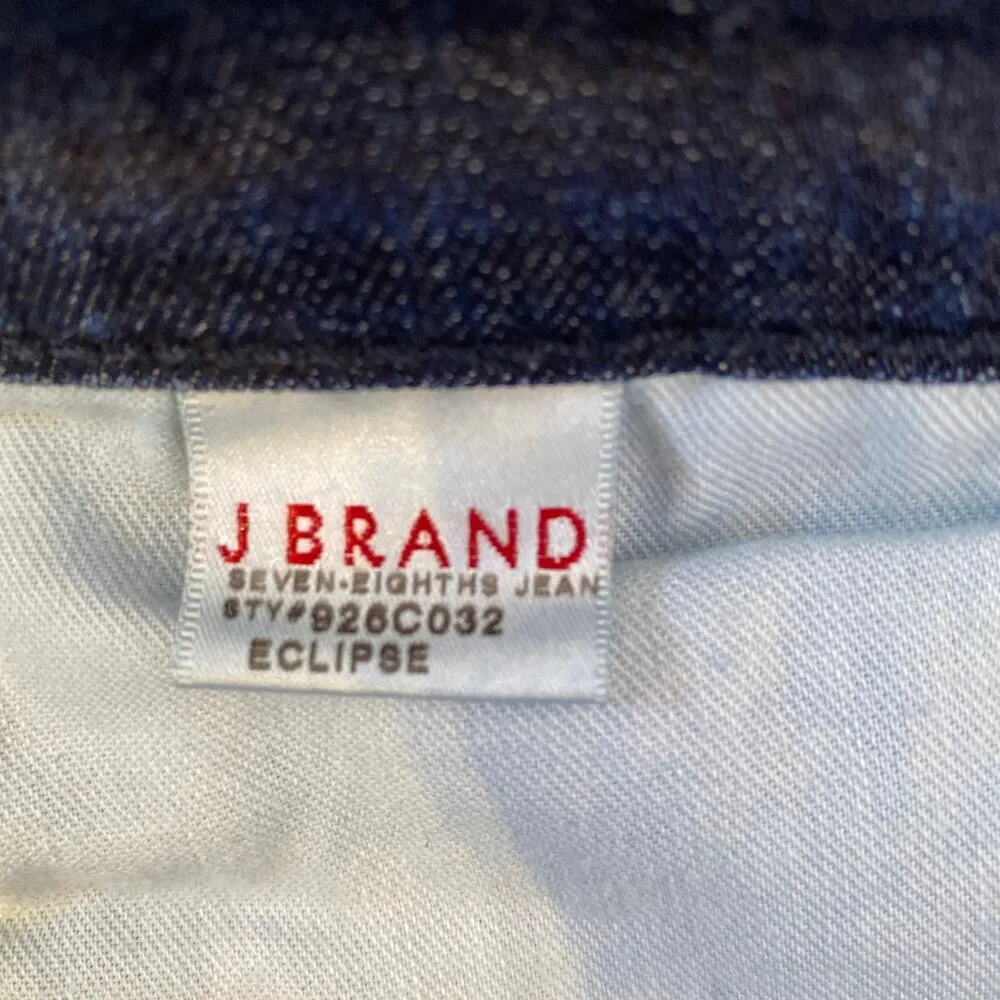 J BRAND
SEVEN-EIGHTHS JEAN
STY#926C032
ECLIPSE